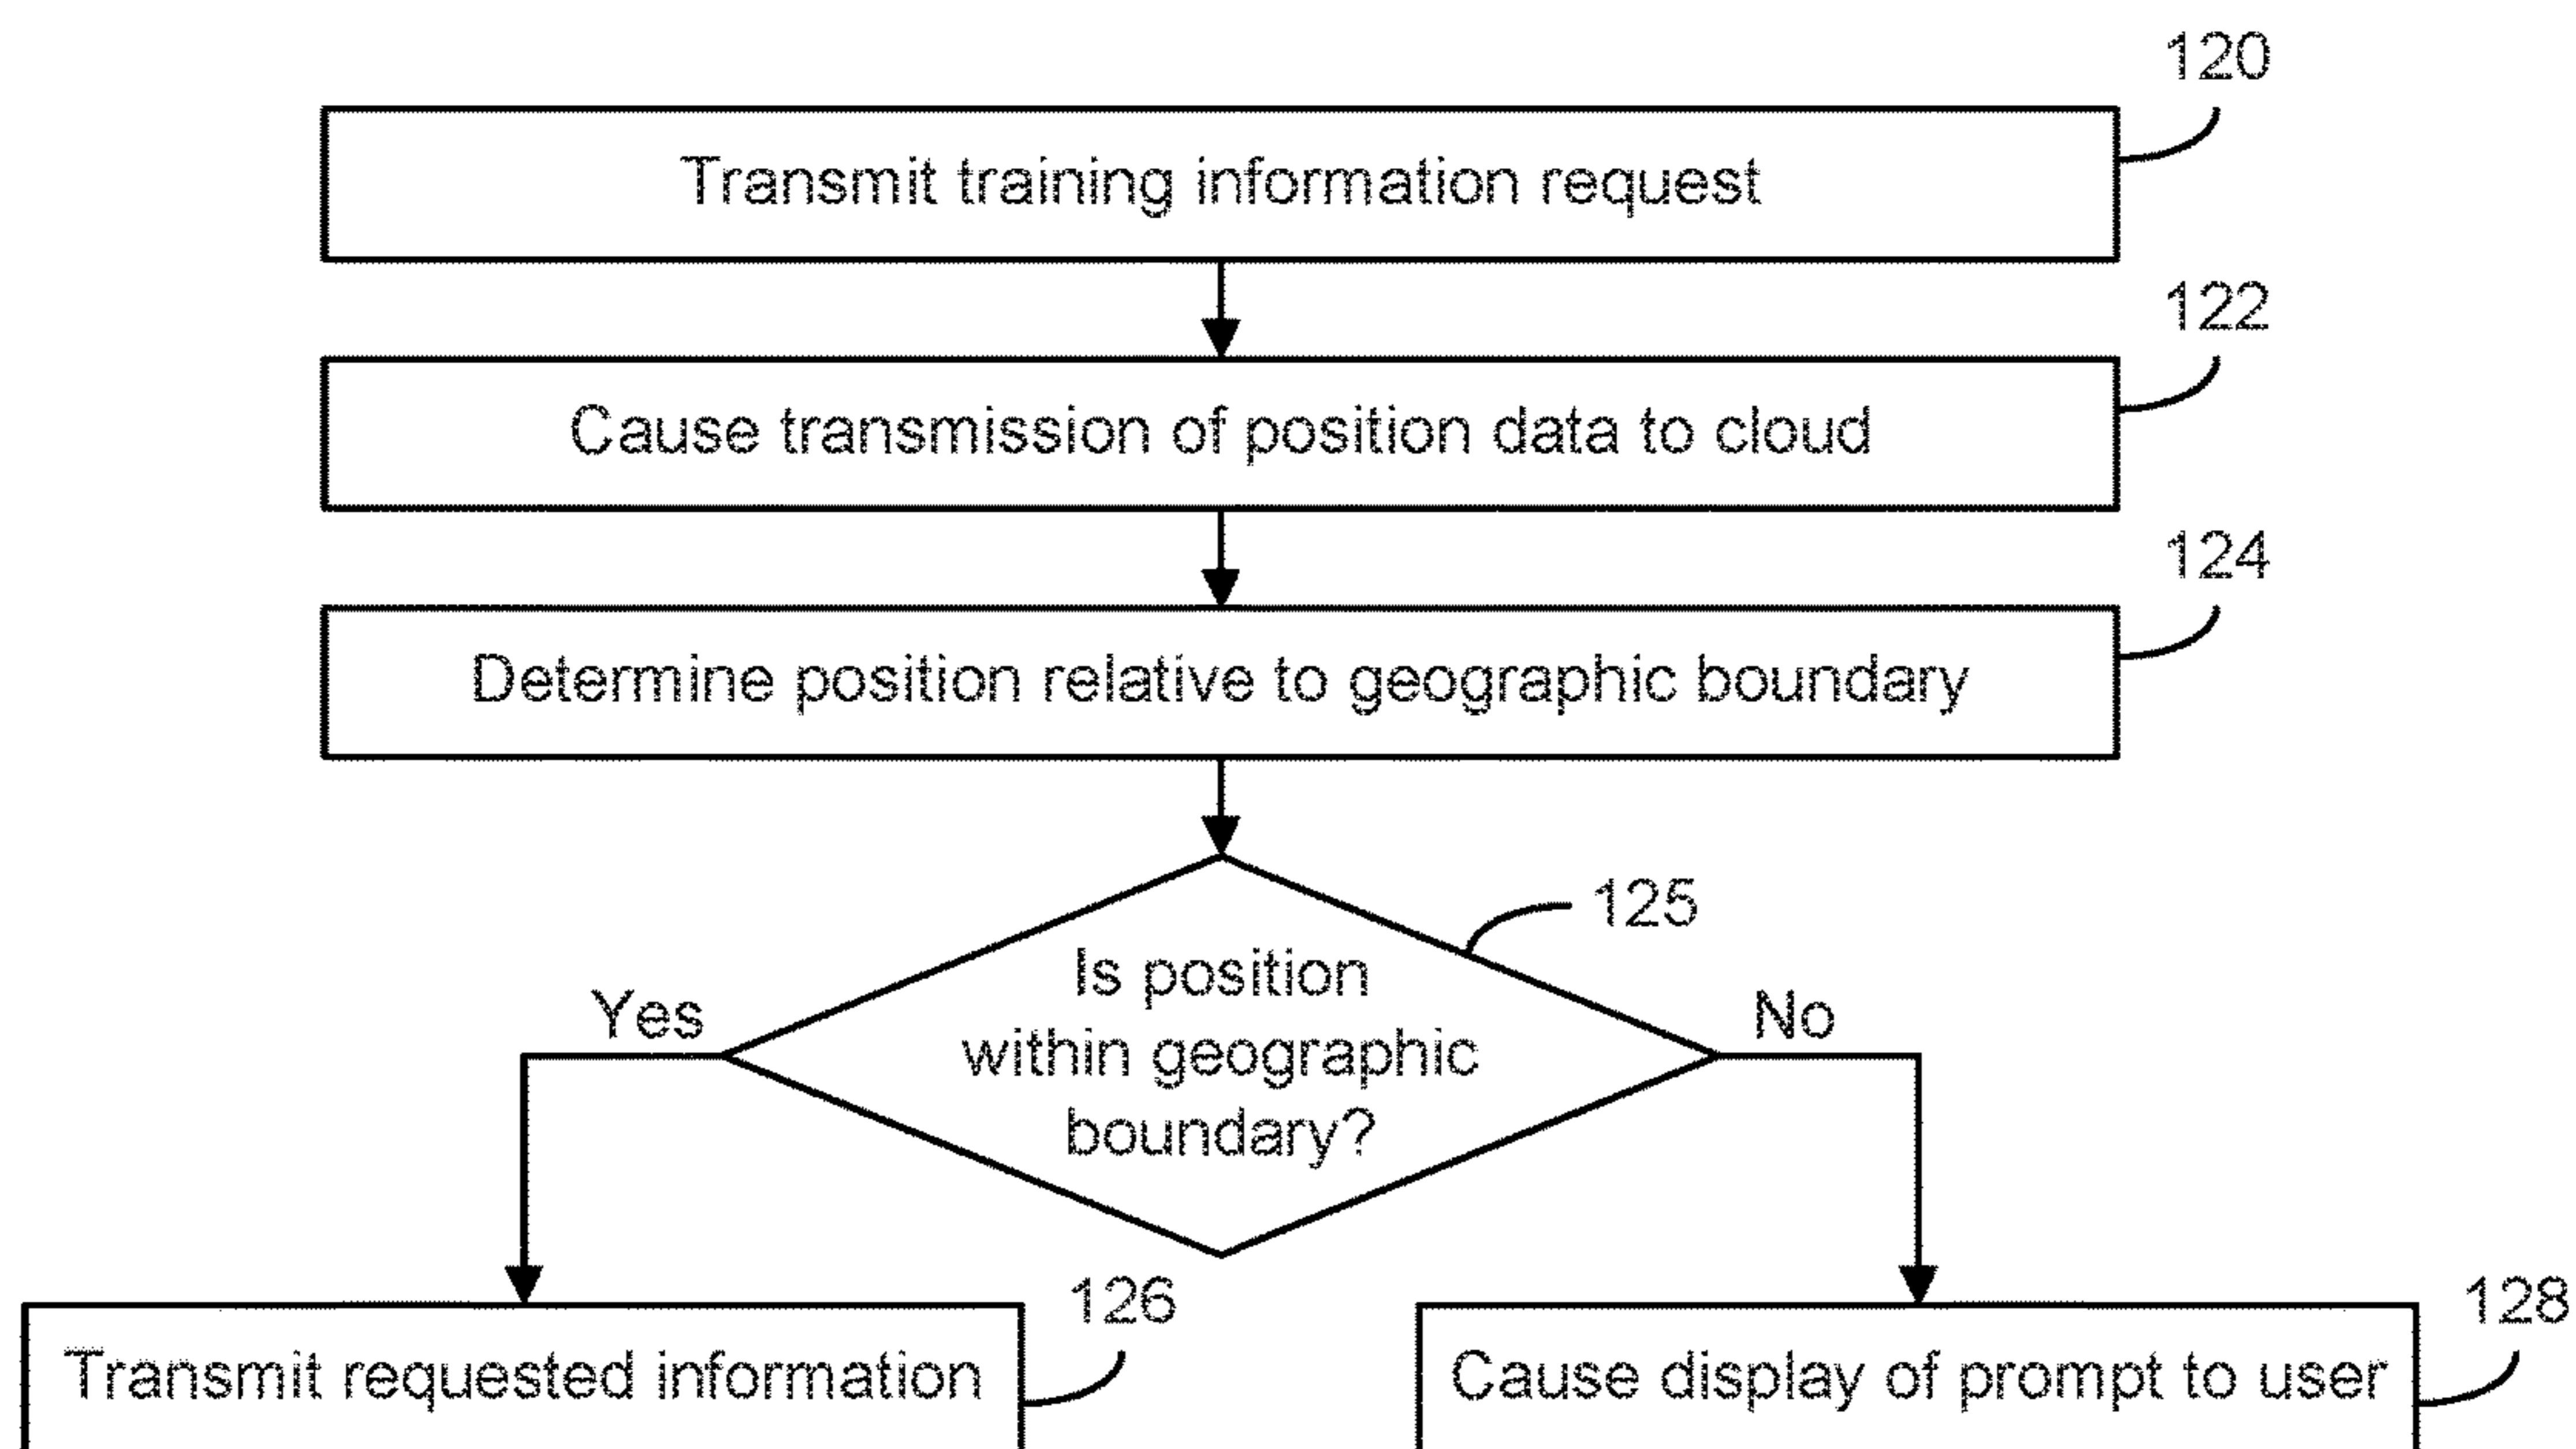 120
Transmit training information request
122
Cause transmission of position data to cloud
124
Determine position relative to geographic boundary
125
Is position
within geographic
boundary?
Yes
No
126
Transmit requested information
128
Cause display of prompt to user